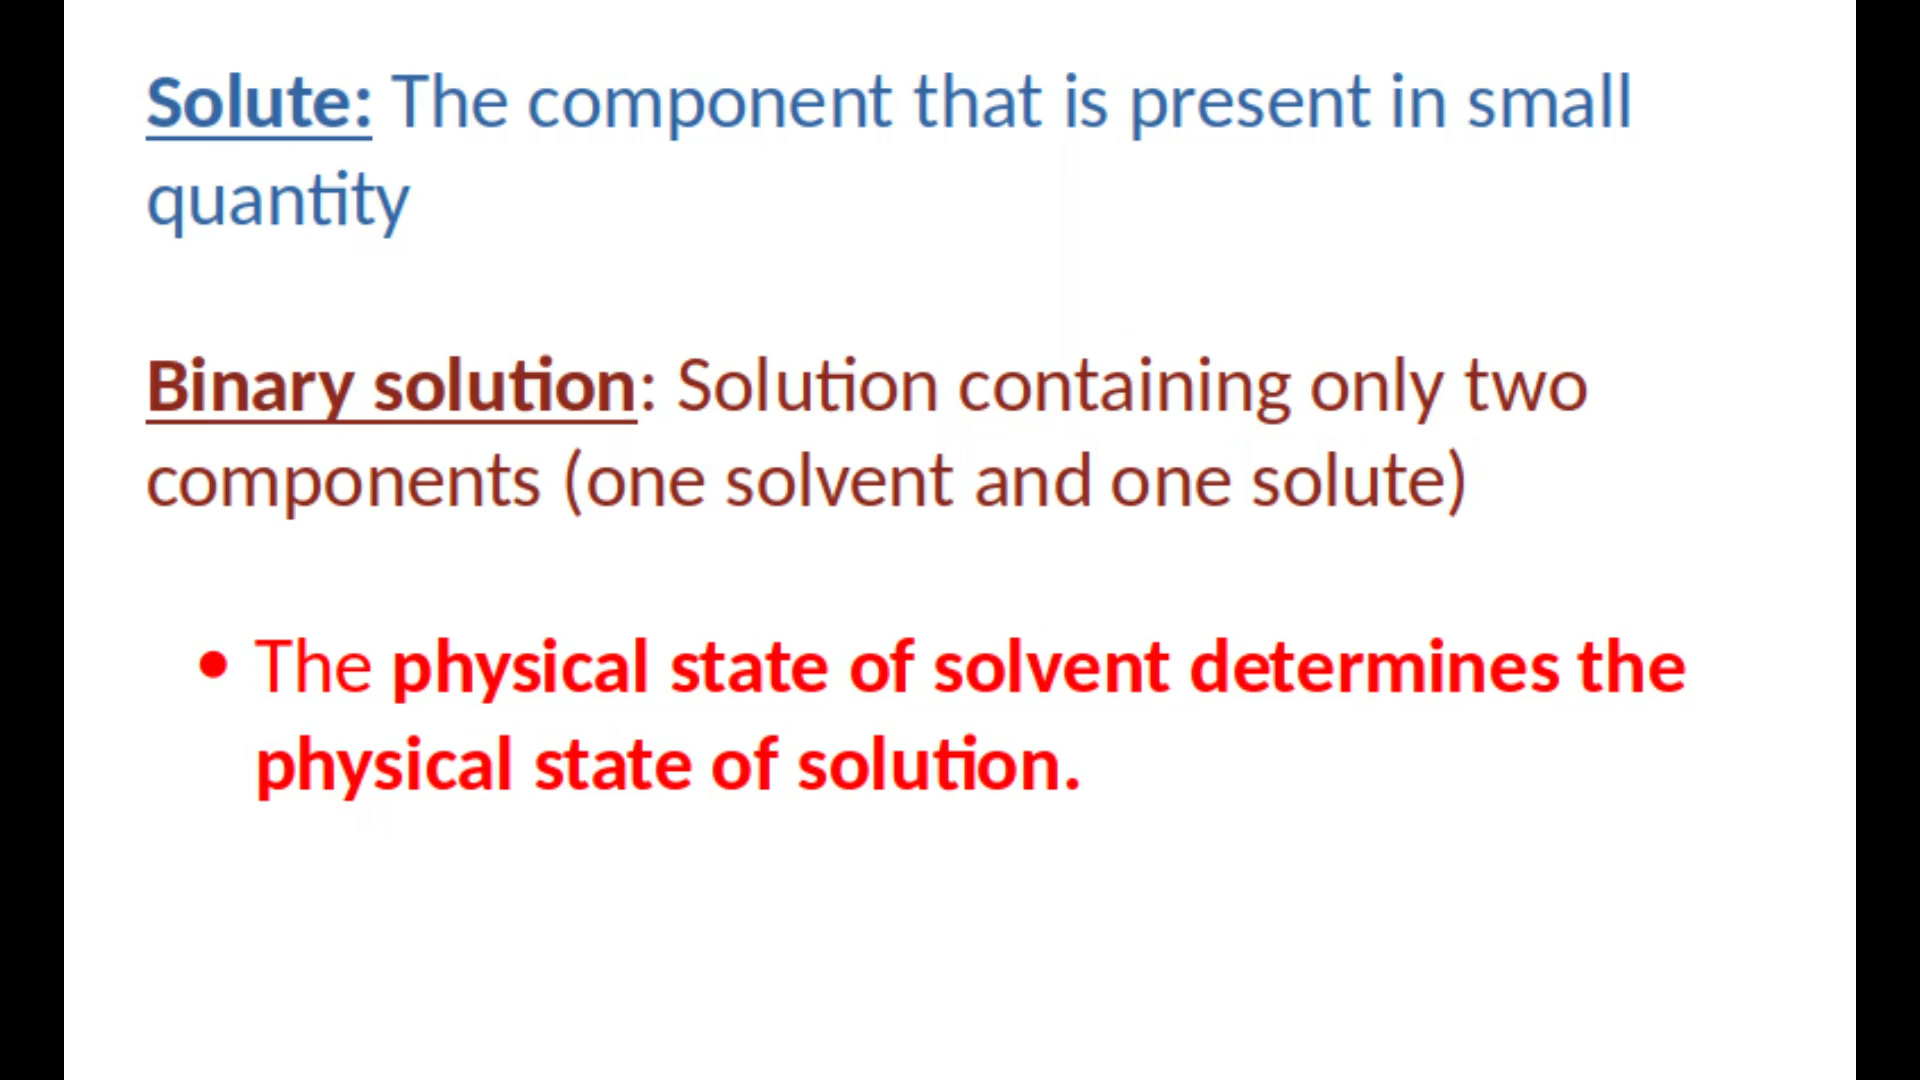 Solute: The component that is present in small
quantity
Binary solution: Solution containing only two
components (one solvent and one solute)
• The physical state of solvent determines the
physical state of solution.